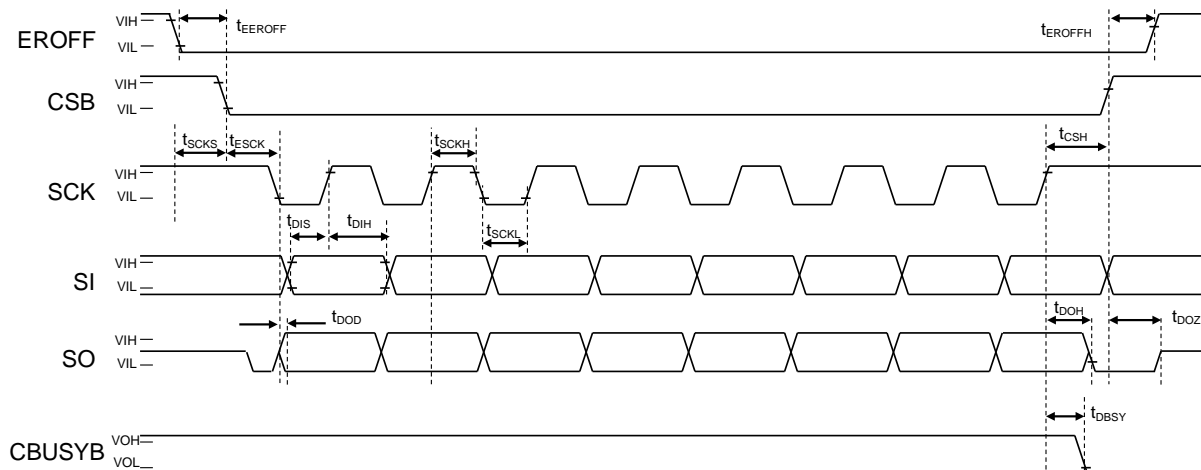 EROFF
VIH
VIL
tEEROFF
tEROFFH
CSB
VIH
VIL
tSCKS
tESCK
tSCKH
tCSH
SCK
VIH
VIL
tDIS
tDIH
tSCKL
SI
VIH
VIL
tDOD
tDOH
tDOZ
SO
VIH
VIL
tDBSY
CBUSYB
VOH
VOL